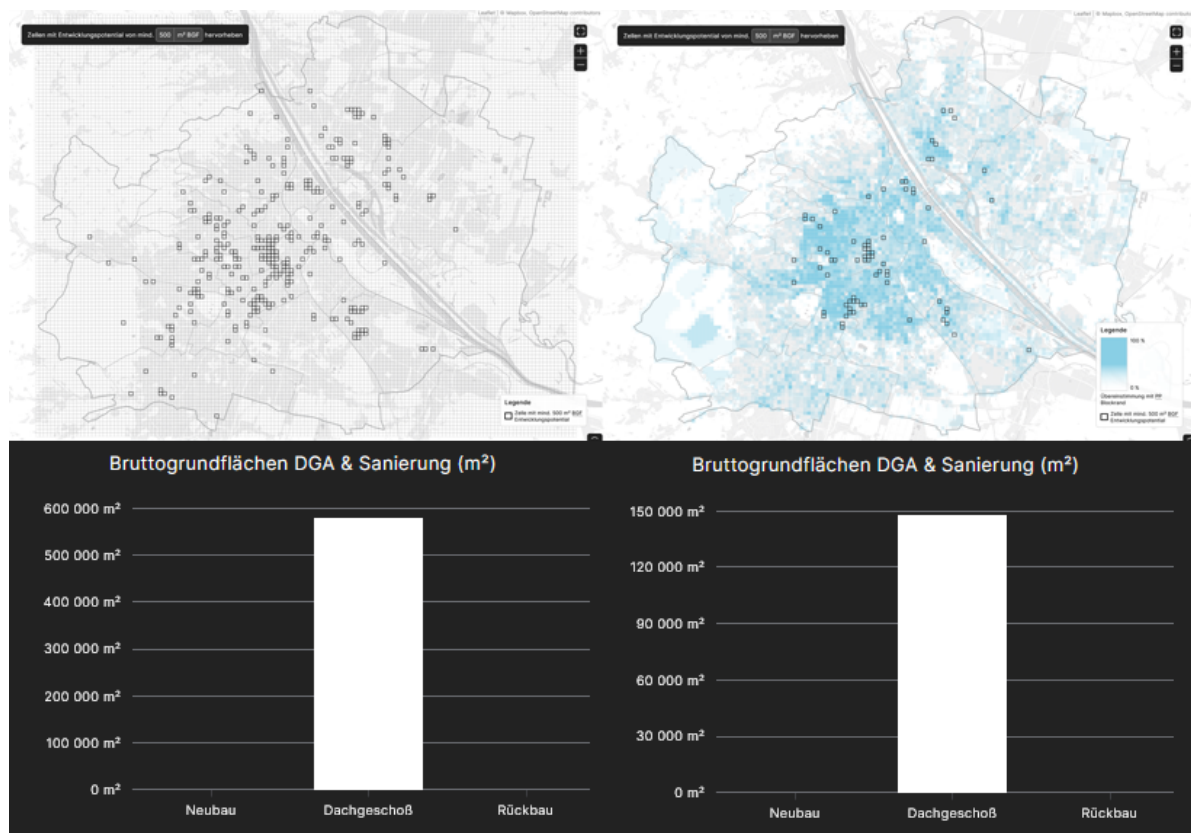 Leaflet | © Mapbox, OpenStreetMap contributors
Zellen mit Entwicklungspotential von mind. 500 m² BGF hervorheben
+
−
Legende
Zelle mit mind. 500 m² BGF
Entwicklungspotential
Leaflet | © Mapbox, OpenStreetMap contributors
Zellen mit Entwicklungspotential von mind. 500 m² BGF hervorheben
+
−
Legende
100 %
0 %
Übereinstimmung mit PP
Blockrand
Zelle mit mind. 500 m² BGF
Entwicklungspotential
Bruttogrundflächen DGA & Sanierung (m²)
600 000 m²
500 000 m²
400 000 m²
300 000 m²
200 000 m²
100 000 m²
0 m²
Neubau
Dachgeschoß
Rückbau
Bruttogrundflächen DGA & Sanierung (m²)
150 000 m²
120 000 m²
90 000 m²
60 000 m²
30 000 m²
0 m²
Neubau
Dachgeschoß
Rückbau